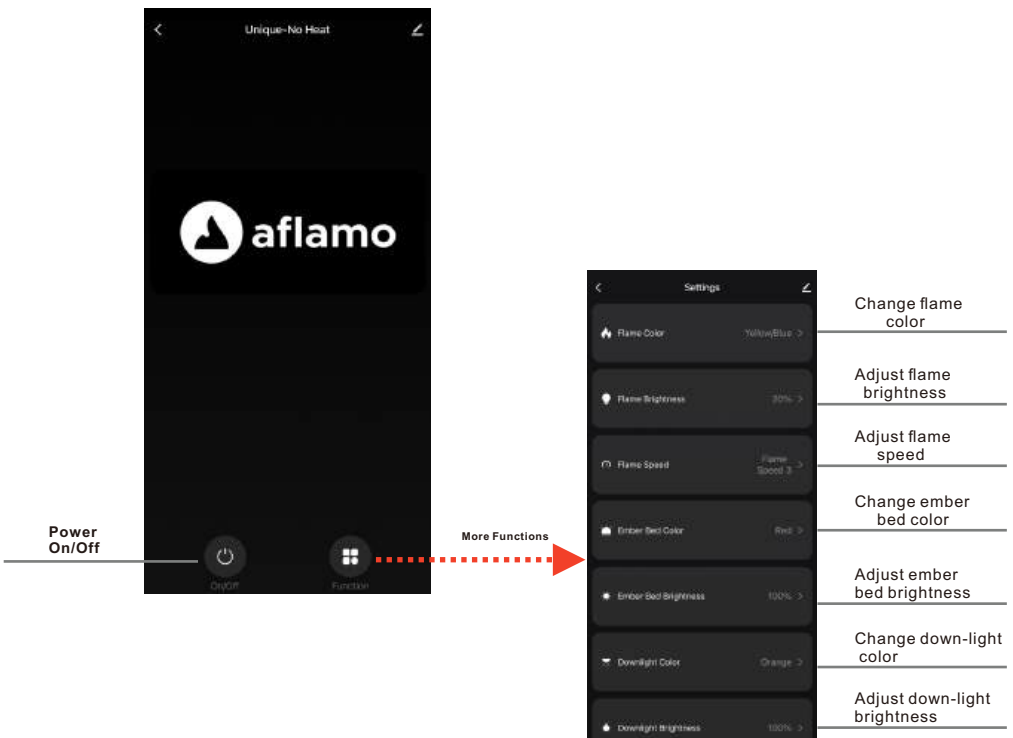 Unique-No Heat
aflamo
Power
On/Off
On/Off
Function
More Functions
Settings
Flame Color
Yellow/Blue
Change flame
color
Flame Brightness
Adjust flame
brightness
Flame Speed
Flame
Speed 3
Adjust flame
speed
Ember Bed Color
Red
Change ember
bed color
Ember Bed Brightness
100%
Adjust ember
bed brightness
Downlight Color
Orange
Change down-light
color
Downlight Brightness
100%
Adjust down-light
brightness